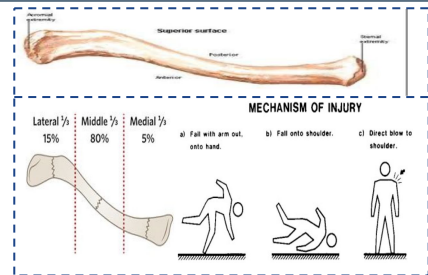 Acromial
extremity
Superior surface
Posterior
Anterior
Sternal
extremity
MECHANISM OF INJURY
Lateral 1/3
15%
Middle 1/3
80%
Medial 1/3
5%
a) Fall with arm out,
onto hand.
b) Fall onto shoulder.
c) Direct blow to
shoulder.